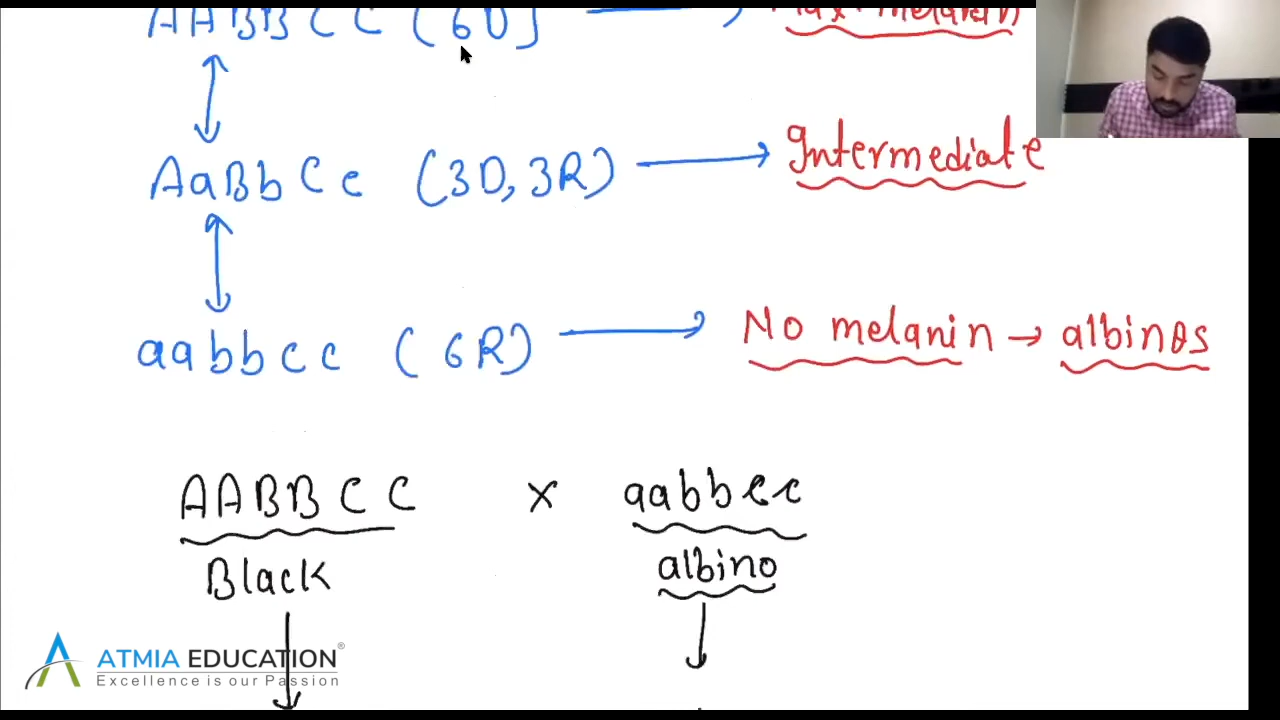 AABBCC (6D)
AaBbCc (3D, 3R) → Intermediate
aabbcc (6R) → No melanin → albinos
AABBCC × aabbcc
Black albino
ATMIA EDUCATION®
Excellence is our Passion